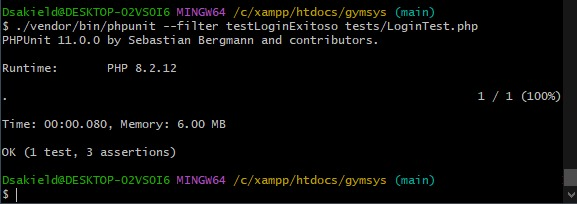 Dsakield@DESKTOP-02VSOI6 MINGW64 /c/xampp/htdocs/gymsys (main)
$ ./vendor/bin/phpunit --filter testLoginExitoso tests/LoginTest.php
PHPUnit 11.0.0 by Sebastian Bergmann and contributors.
Runtime:       PHP 8.2.12
.                                                                   1 / 1 (100%)
Time: 00:00.080, Memory: 6.00 MB
OK (1 test, 3 assertions)
Dsakield@DESKTOP-02VSOI6 MINGW64 /c/xampp/htdocs/gymsys (main)
$